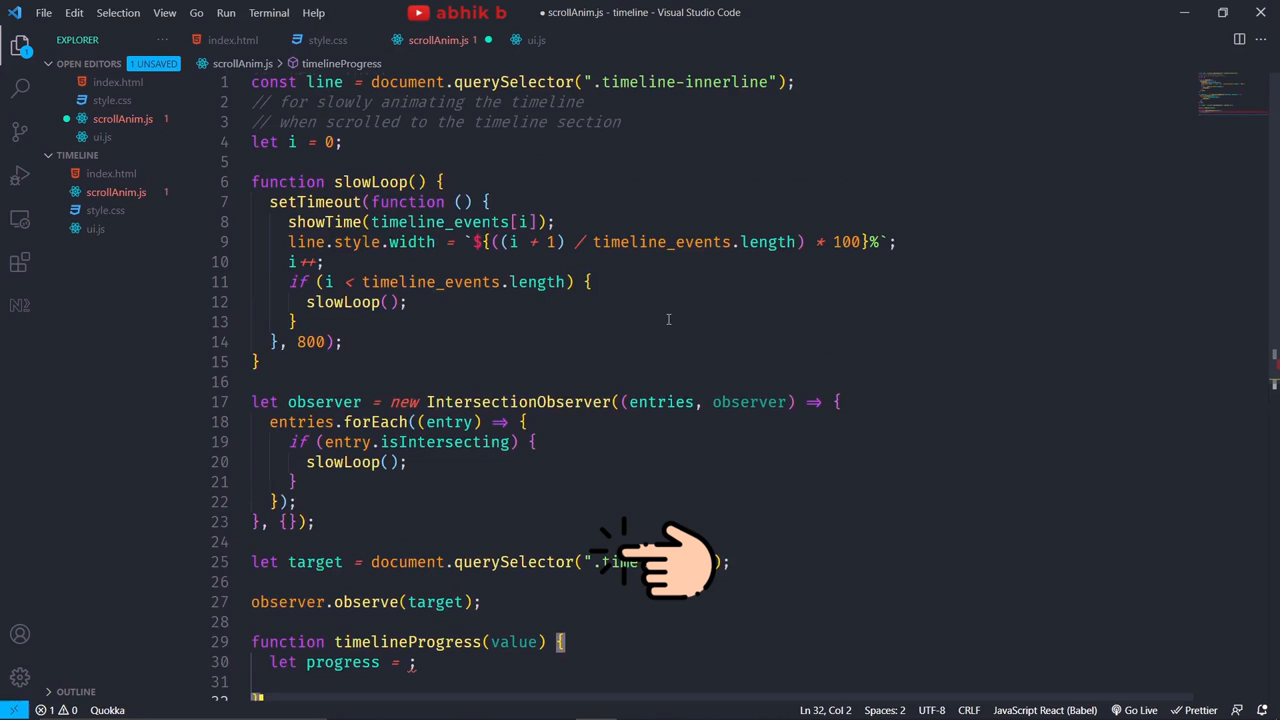 File Edit Selection View Go Run Terminal Help
abhik b
● scrollAnim.js - timeline - Visual Studio Code
EXPLORER ···
index.html
style.css
scrollAnim.js 1 ●
ui.js
OPEN EDITORS 1 UNSAVED
index.html
style.css
● scrollAnim.js 1
ui.js
TIMELINE
index.html
scrollAnim.js 1
style.css
ui.js
OUTLINE
scrollAnim.js > timelineProgress
1 const line = document.querySelector(".timeline-innerline");
2 // for slowly animating the timeline
3 // when scrolled to the timeline section
4 let i = 0;
5
6 function slowLoop() {
7 setTimeout(function () {
8 showTime(timeline_events[i]);
9 line.style.width = `${((i + 1) / timeline_events.length) * 100}%`;
10 i++;
11 if (i < timeline_events.length) {
12 slowLoop();
13 }
14 }, 800);
15 }
16
17 let observer = new IntersectionObserver((entries, observer) => {
18 entries.forEach((entry) => {
19 if (entry.isIntersecting) {
20 slowLoop();
21 }
22 });
23 }, {});
24
25 let target = document.querySelector(".time );
26
27 observer.observe(target);
28
29 function timelineProgress(value) {
30 let progress = ;
31
32 }
1 0 Quokka
Ln 32, Col 2 Spaces: 2 UTF-8 CRLF JavaScript (Babel) React Go Live Prettier